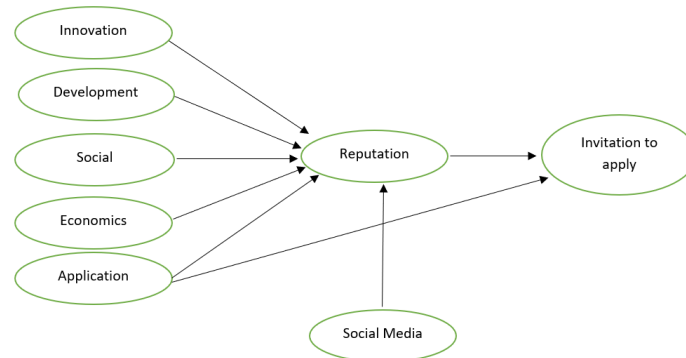 Innovation
Development
Social
Economics
Application
Reputation
Invitation to
apply
Social Media